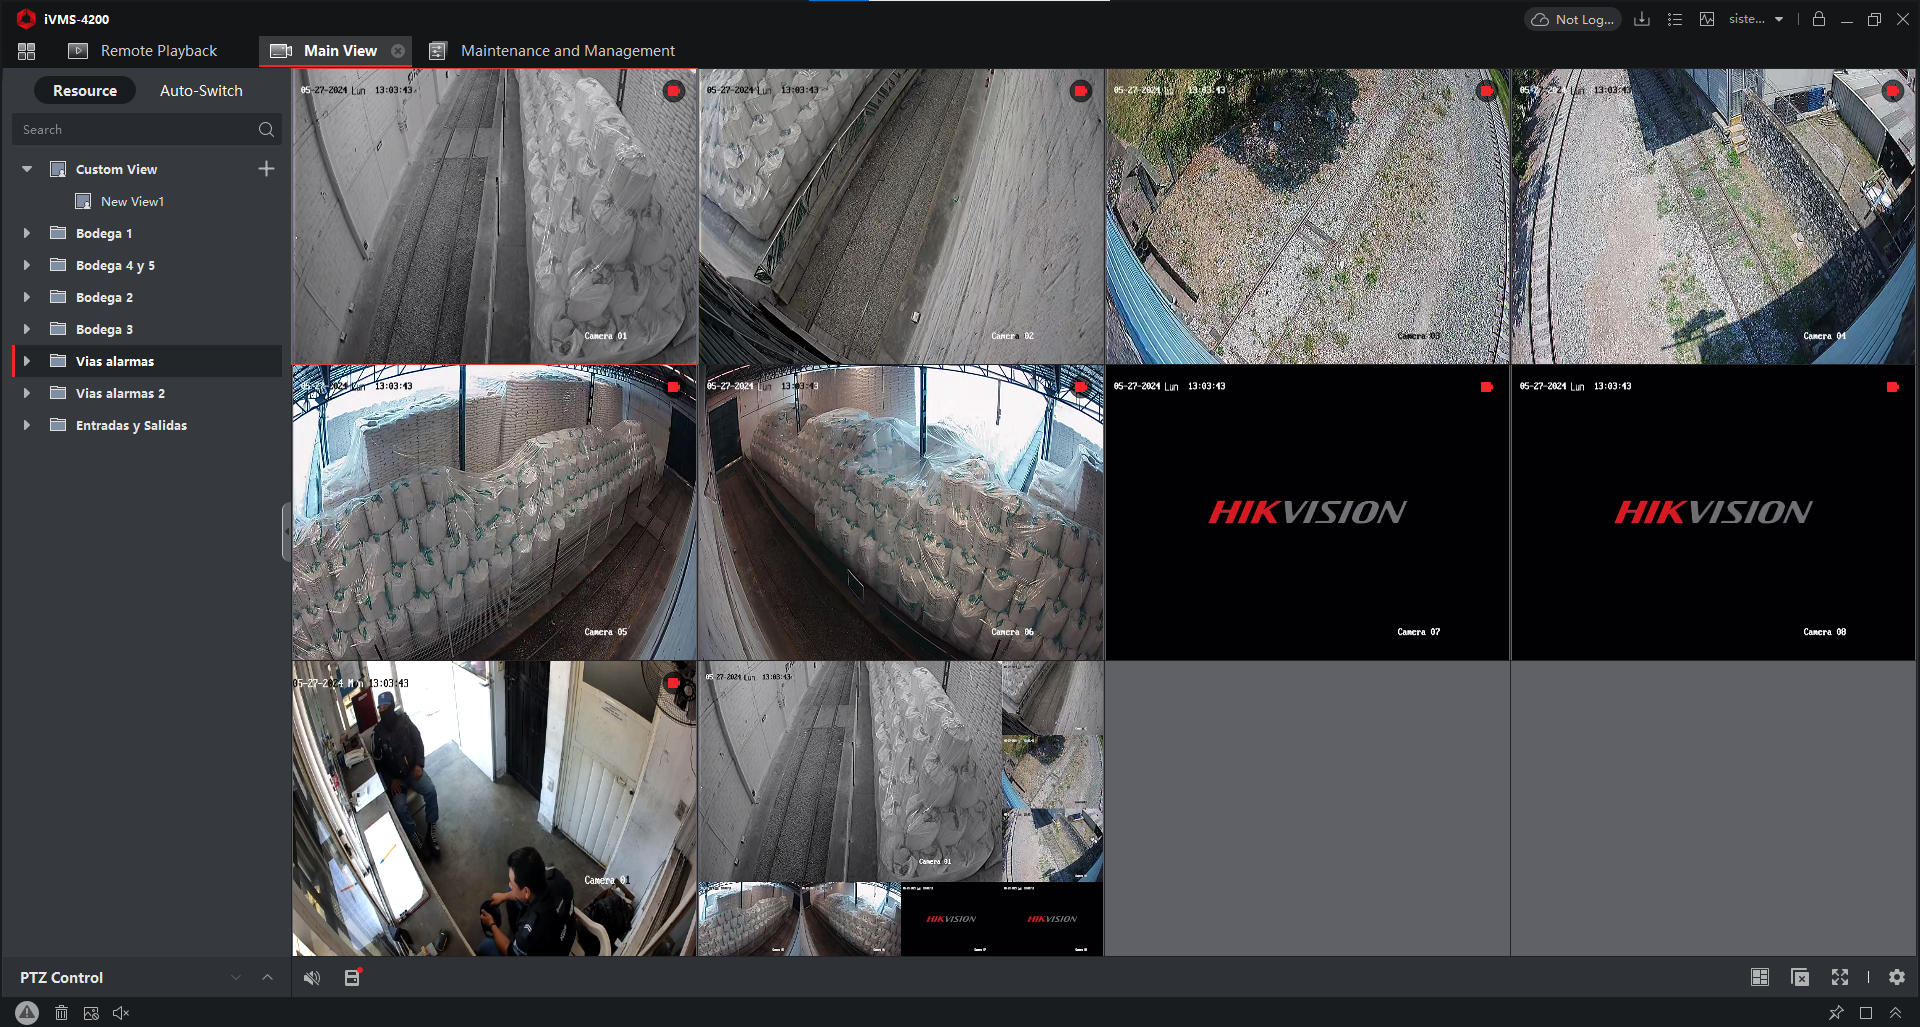 iVMS-4200
Not Log...
siste...
Remote Playback
Main View
Maintenance and Management
Resource
Auto-Switch
Search
Custom View
New View1
Bodega 1
Bodega 4 y 5
Bodega 2
Bodega 3
Vias alarmas
Vias alarmas 2
Entradas y Salidas
05-27-2024 Lun 13:03:43
Camera 01
05-27-2024 Lun 13:03:43
Camera 02
05-27-2024 Lun 13:03:43
Camera 03
05-27-2024 Lun 13:03:43
Camera 04
05-27-2024 Lun 13:03:43
Camera 05
05-27-2024 Lun 13:03:43
Camera 06
05-27-2024 Lun 13:03:43
HIKVISION
Camera 07
05-27-2024 Lun 13:03:43
HIKVISION
Camera 08
05-27-2024 Mon 13:03:43
Camera 01
05-27-2024 Lun 13:03:43
Camera 01
HIKVISION
HIKVISION
PTZ Control